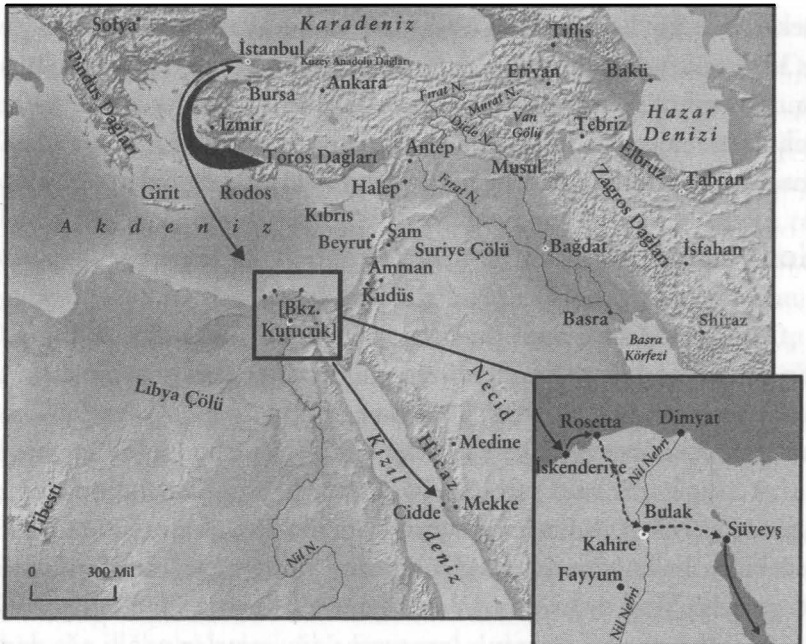 Sofya
Karadeniz
Tiflis
İstanbul
Kuzey Anadolu Dağları
Pindus Dağları
Bursa
Ankara
Erivan
Bakü
Fırat N.
Murat N.
Van
Gölü
Hazar
Denizi
İzmir
Dicle N.
Tebriz
Toros Dağları
Antep
Elbruz
Musul
Girit
Rodos
Halep
Fırat N.
Zagros Dağları
Tahran
Akdeniz
Kıbrıs
Beyrut
Şam
Suriye Çölü
Bağdat
İsfahan
Amman
Kudüs
[Bkz.
Kutucuk]
Basra
Shiraz
Basra
Körfezi
Libya Çölü
Necid
Kızıl
deniz
Hicaz
Medine
Cidde
Mekke
Tibesti
Nil N.
0 300 Mil
Rosetta
Dimyat
İskenderiye
Nil Nehri
Bulak
Süveyş
Kahire
Fayyum
Nil Nehri